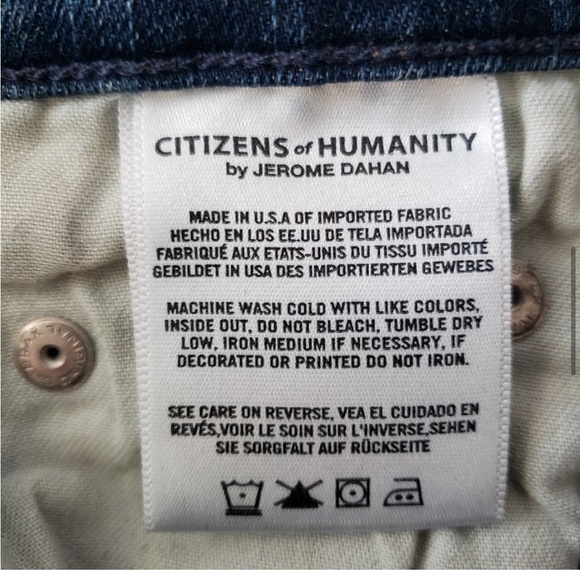 CITIZENS of HUMANITY
by JEROME DAHAN
MADE IN U.S.A OF IMPORTED FABRIC
HECHO EN LOS EE.UU DE TELA IMPORTADA
FABRIQUÉ AUX ETATS-UNIS DU TISSU IMPORTÉ
GEBILDET IN USA DES IMPORTIERTEN GEWEBES
MACHINE WASH COLD WITH LIKE COLORS,
INSIDE OUT, DO NOT BLEACH, TUMBLE DRY
LOW, IRON MEDIUM IF NECESSARY, IF
DECORATED OR PRINTED DO NOT IRON.
SEE CARE ON REVERSE, VEA EL CUIDADO EN
REVÉS,VOIR LE SOIN SUR L'INVERSE,SEHEN
SIE SORGFALT AUF RÜCKSEITE